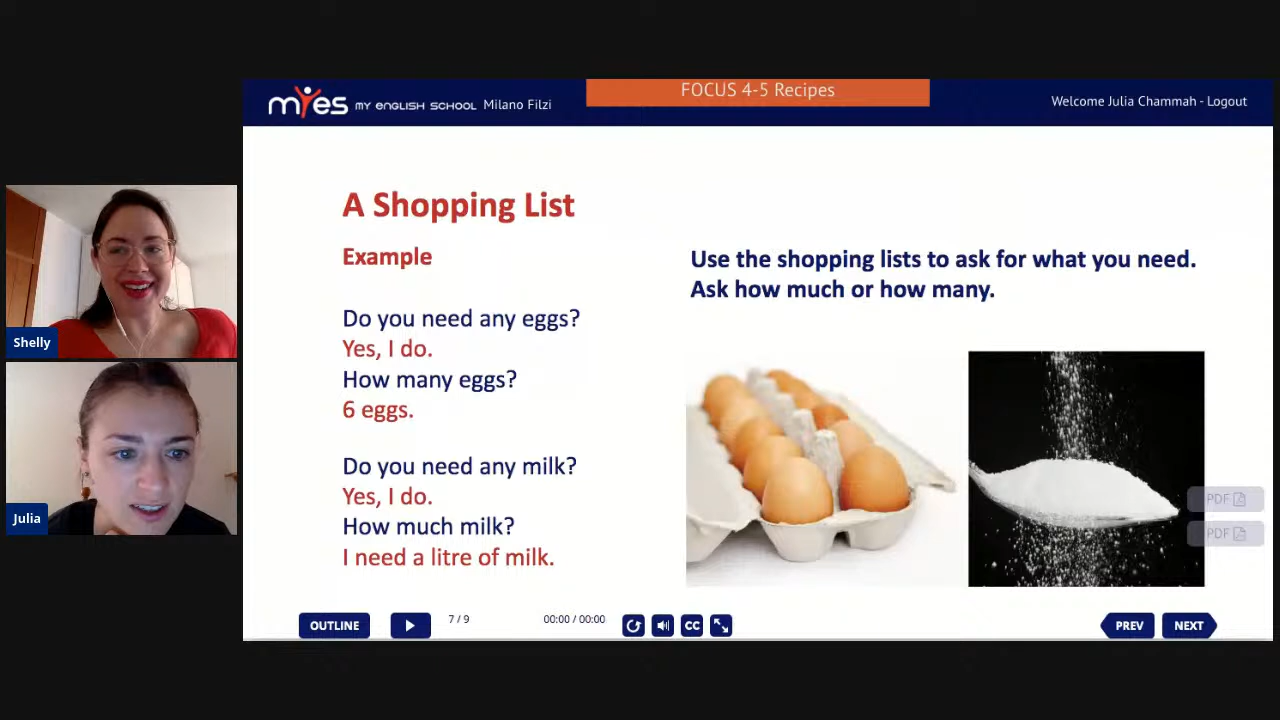 FOCUS 4-5 Recipes
myes MY ENGLISH SCHOOL Milano Filzi
Welcome Julia Chammah - Logout
A Shopping List
Example
Do you need any eggs?
Yes, I do.
How many eggs?
6 eggs.
Do you need any milk?
Yes, I do.
How much milk?
I need a litre of milk.
Use the shopping lists to ask for what you need.
Ask how much or how many.
Shelly
Julia
PDF
PDF
OUTLINE
7 / 9
00:00 / 00:00
CC
PREV
NEXT